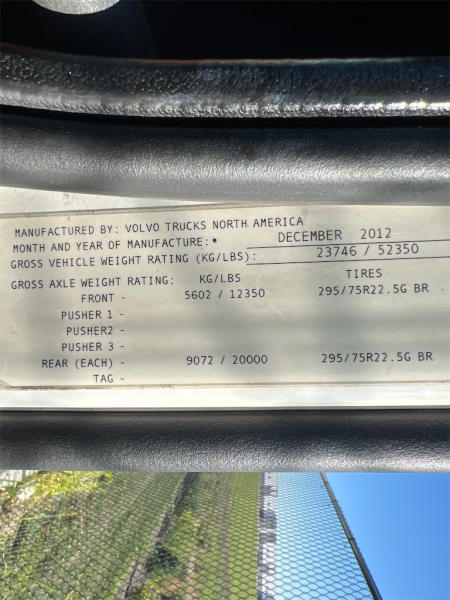 MANUFACTURED BY: VOLVO TRUCKS NORTH AMERICA
MONTH AND YEAR OF MANUFACTURE:• DECEMBER 2012
GROSS VEHICLE WEIGHT RATING (KG/LBS): 23746 / 52350
GROSS AXLE WEIGHT RATING: KG/LBS TIRES
FRONT - 5602 / 12350 295/75R22.5G BR
PUSHER 1 -
PUSHER2 -
PUSHER 3 -
REAR (EACH) - 9072 / 20000 295/75R22.5G BR
TAG -